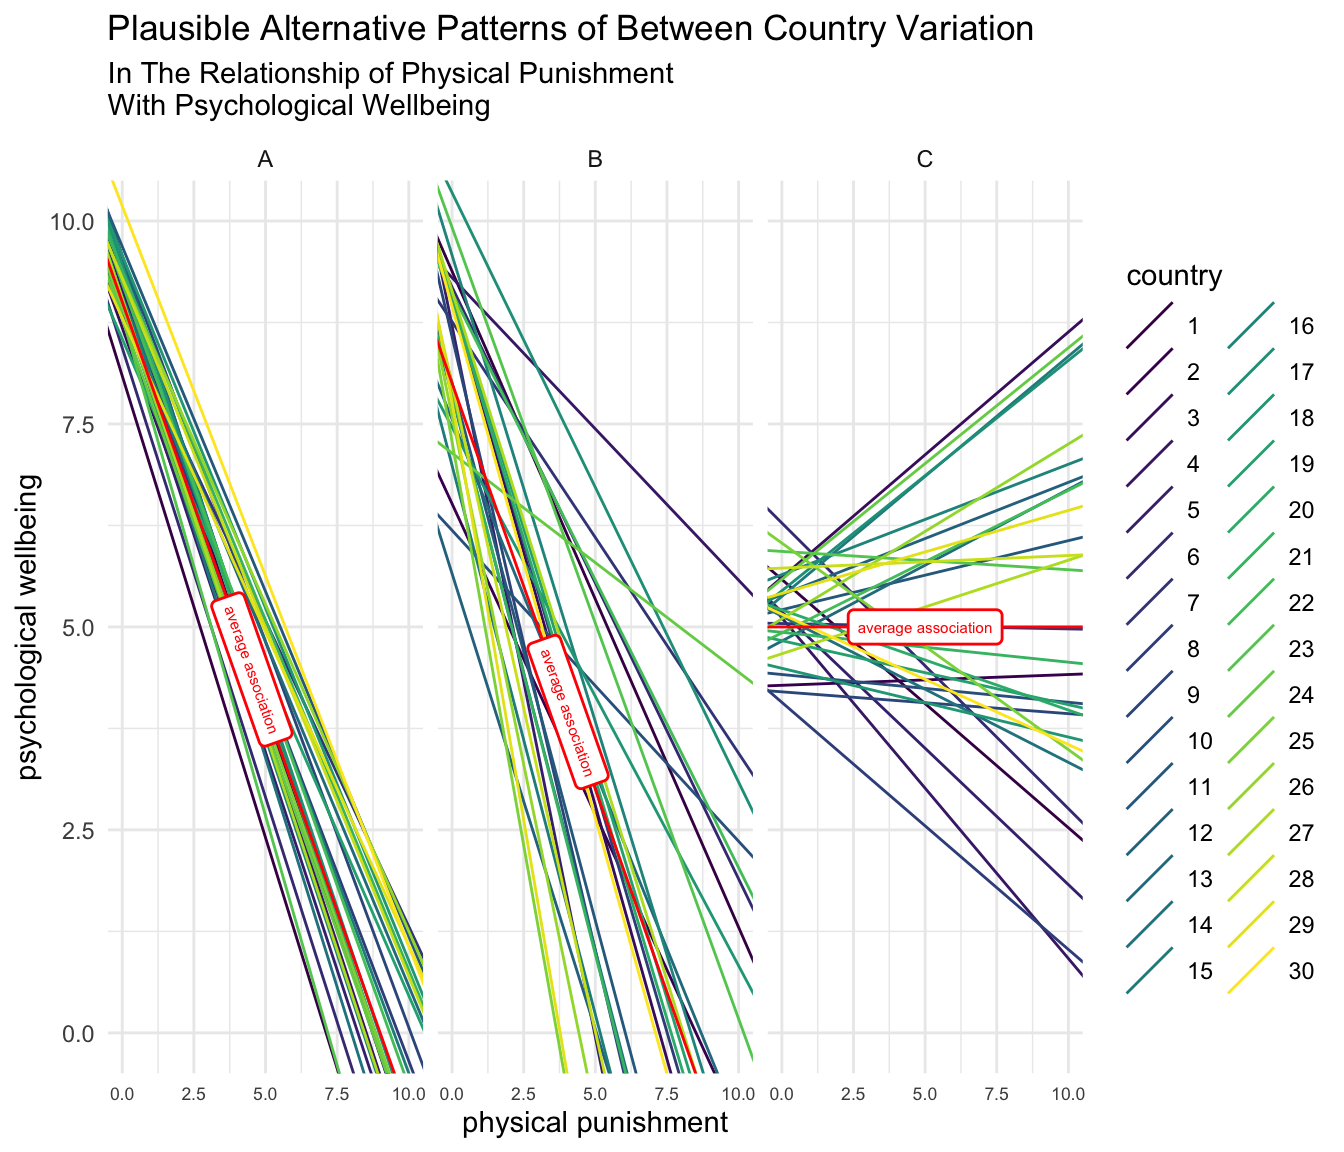 Plausible Alternative Patterns of Between Country Variation
In The Relationship of Physical Punishment
With Psychological Wellbeing
A
B
C
psychological wellbeing
10.0
7.5
5.0
2.5
0.0
average association
average association
average association
0.0 2.5 5.0 7.5 10.0
0.0 2.5 5.0 7.5 10.0
0.0 2.5 5.0 7.5 10.0
physical punishment
country
1
2
3
4
5
6
7
8
9
10
11
12
13
14
15
16
17
18
19
20
21
22
23
24
25
26
27
28
29
30